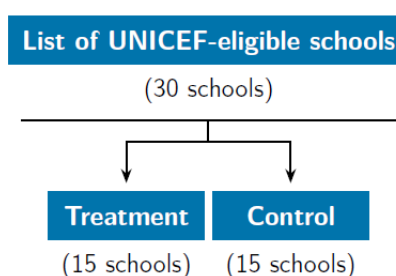 List of UNICEF-eligible schools
(30 schools)
Treatment Control
(15 schools) (15 schools)